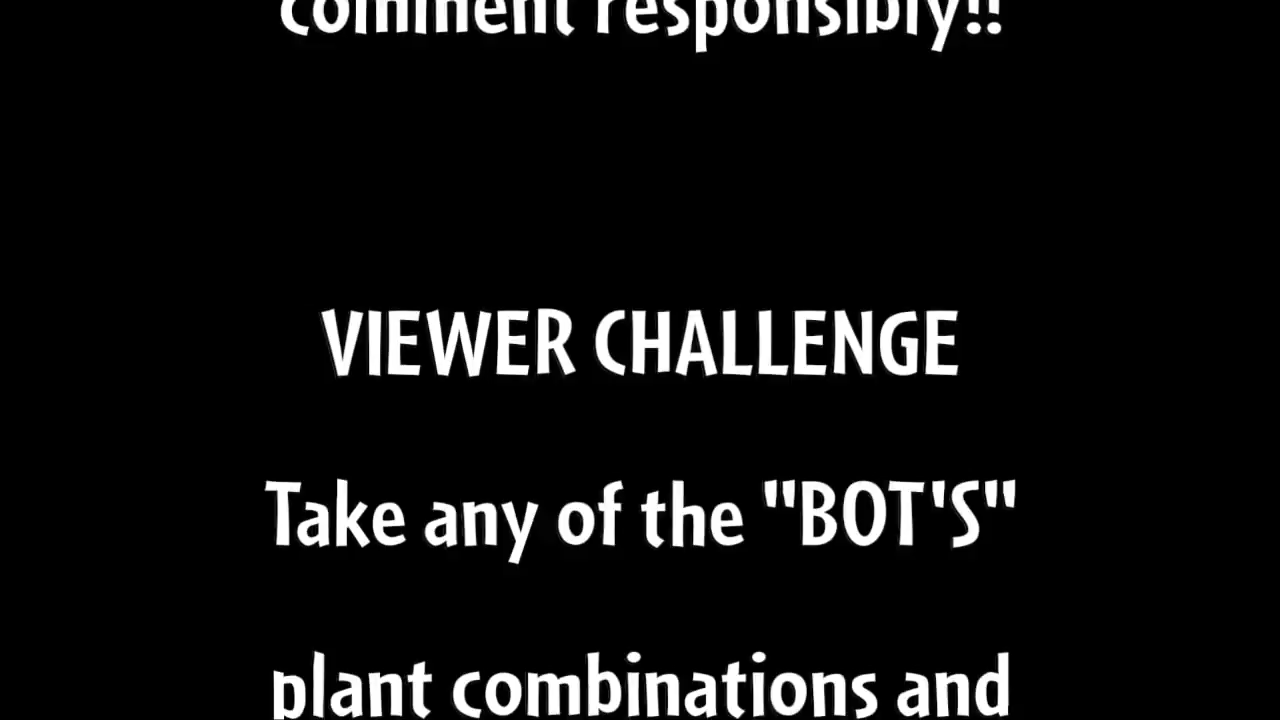 comment responsibly!!
VIEWER CHALLENGE
Take any of the "BOT'S"
plant combinations and